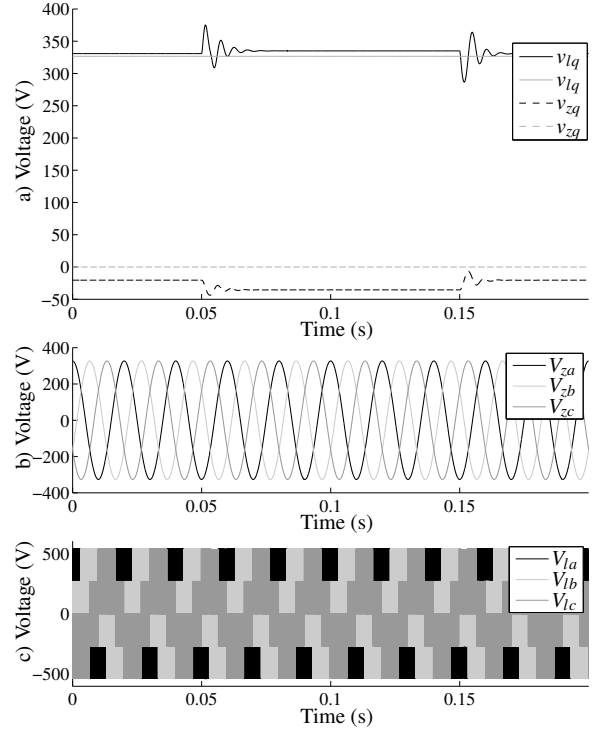 400
350
300
250
200
150
100
50
0
−50
0
0.05
0.1
0.15
a) Voltage (V)
Time (s)
v_lq
v_lq
v_zq
v_zq
400
200
0
−200
−400
0
0.05
0.1
0.15
b) Voltage (V)
Time (s)
V_za
V_zb
V_zc
500
0
−500
0
0.05
0.1
0.15
c) Voltage (V)
Time (s)
V_la
V_lb
V_lc